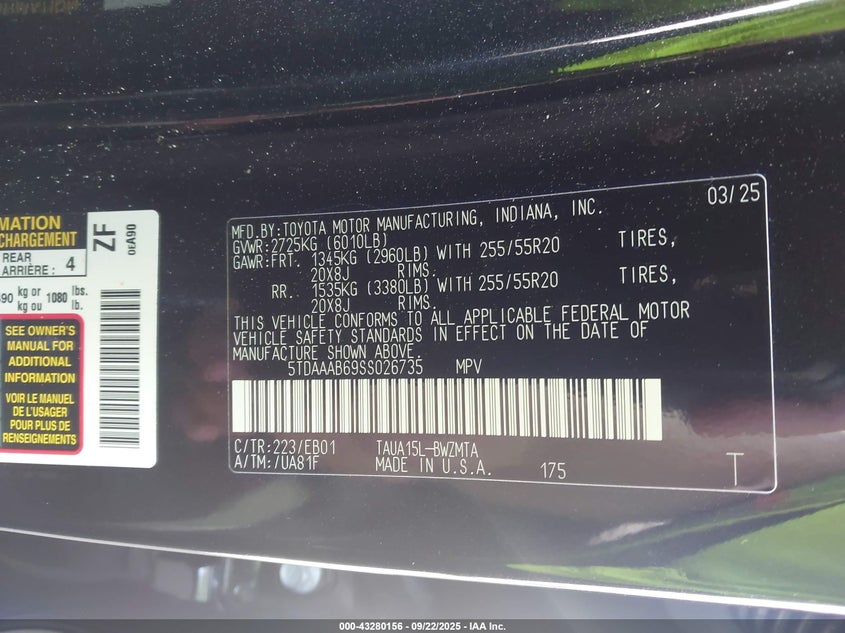 MATION
CHARGEMENT
REAR
ARRIÈRE : 4
90 kg or 1080 lbs.
kg ou lb.
SEE OWNER'S
MANUAL FOR
ADDITIONAL
INFORMATION
VOIR LE MANUEL
DE L'USAGER
POUR PLUS DE
RENSEIGNEMENTS
ZF
0EA90
03/25
MFD.BY:TOYOTA MOTOR MANUFACTURING, INDIANA, INC.
GVWR:2725KG (6010LB)
GAWR:FRT. 1345KG (2960LB) WITH 255/55R20 TIRES,
20X8J RIMS.
RR. 1535KG (3380LB) WITH 255/55R20 TIRES,
20X8J RIMS.
THIS VEHICLE CONFORMS TO ALL APPLICABLE FEDERAL MOTOR
VEHICLE SAFETY STANDARDS IN EFFECT ON THE DATE OF
MANUFACTURE SHOWN ABOVE.
5TDAAAB69SS026735 MPV
C/TR:223/EB01 TAUA15L-BWZMTA
A/TM:/UA81F MADE IN U.S.A. 175 T
000-43280156 - 09/22/2025 - IAA Inc.